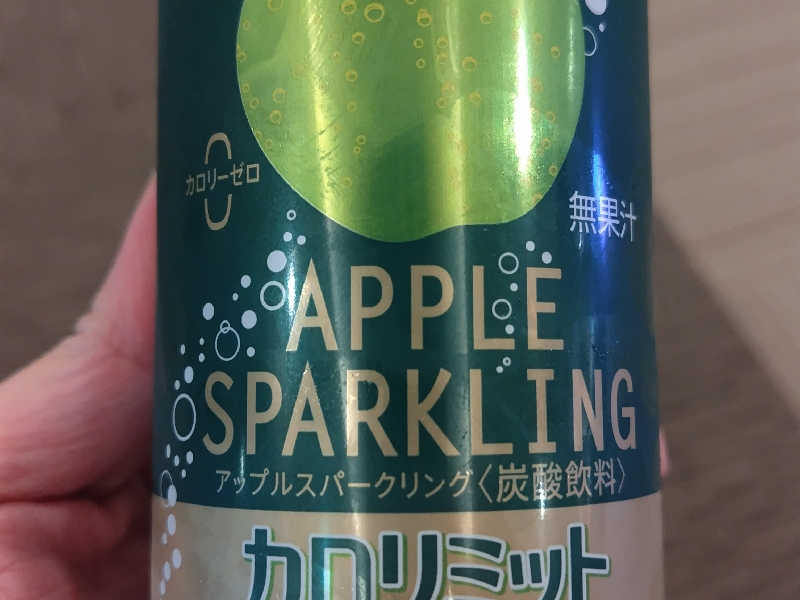 カロリーゼロ
無果汁
APPLE
SPARKLING
アップルスパークリング〈炭酸飲料〉
カロリミット